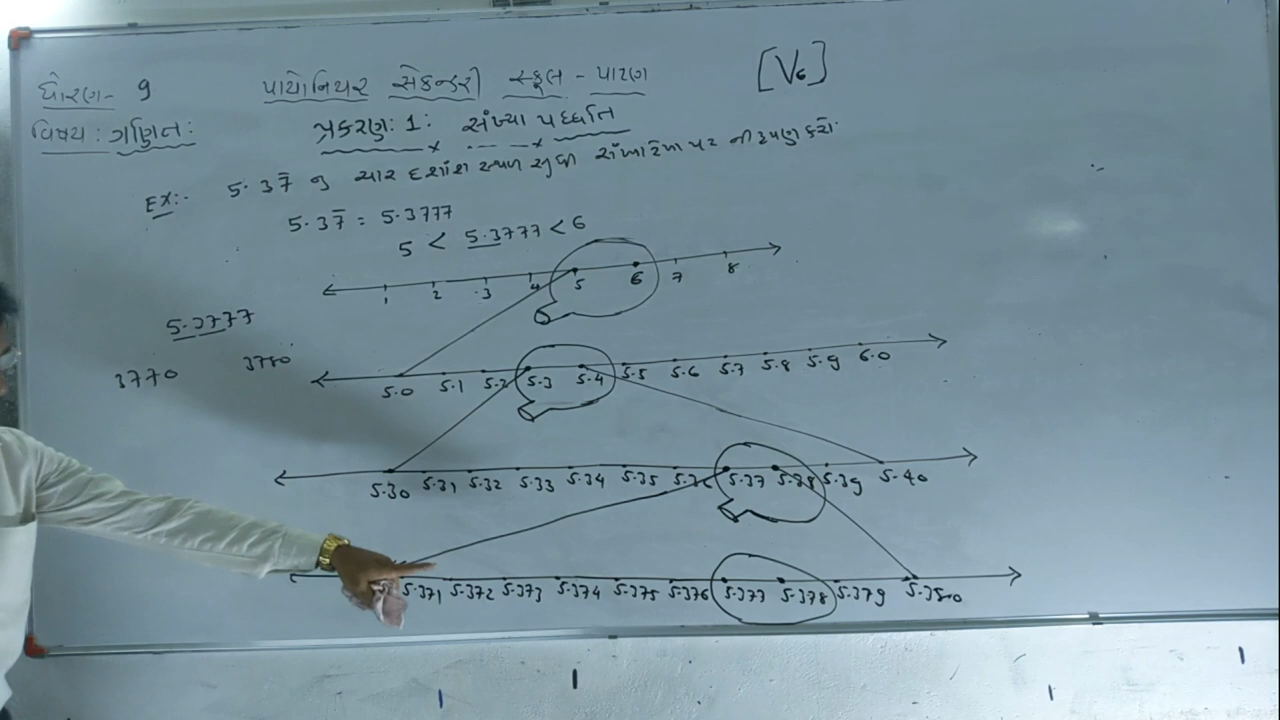 ધોરણ - 9 પાયોનિયર સેકન્ડરી સ્કૂલ - પાટણ [V6]
વિષય : ગણિત : પ્રકરણ : 1 : સંખ્યા પધ્ધતિ
Ex :- 5.37̅ નુ ચાર દશાંશ સ્થળ સુધી સંખ્યારેખા પર નીરૂપણ કરો.
5.37̅ = 5.3777
5 < 5.3777 < 6
1 2 3 4 5 6 7 8
5.3777
3770 3780
5.0 5.1 5.2 5.3 5.4 5.5 5.6 5.7 5.8 5.9 6.0
5.30 5.31 5.32 5.33 5.34 5.35 5.36 5.37 5.38 5.39 5.40
5.371 5.372 5.373 5.374 5.375 5.376 5.377 5.378 5.379 5.380